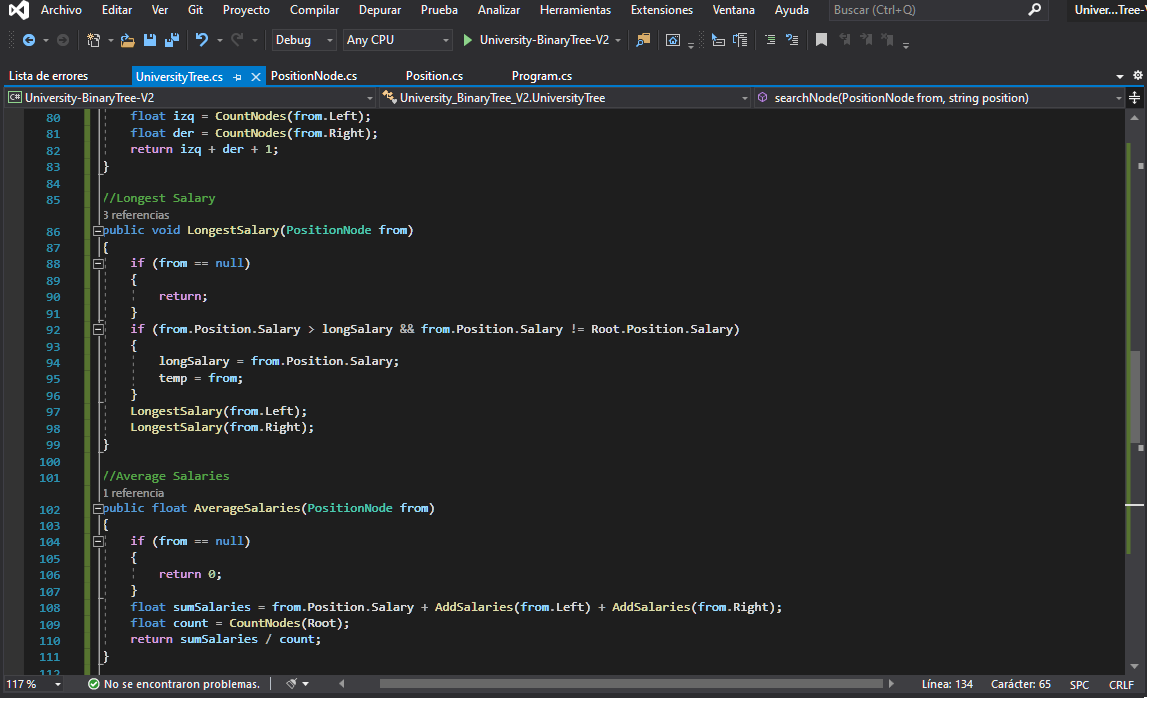 Archivo Editar Ver Git Proyecto Compilar Depurar Prueba Analizar Herramientas Extensiones Ventana Ayuda Buscar (Ctrl+Q) Univer...Tree-V
Debug Any CPU University-BinaryTree-V2
Lista de errores UniversityTree.cs PositionNode.cs Position.cs Program.cs
C# University-BinaryTree-V2 University_BinaryTree_V2.UniversityTree searchNode(PositionNode from, string position)
80 float izq = CountNodes(from.Left);
81 float der = CountNodes(from.Right);
82 return izq + der + 1;
83 }
84
85 //Longest Salary
3 referencias
86 public void LongestSalary(PositionNode from)
87 {
88 if (from == null)
89 {
90 return;
91 }
92 if (from.Position.Salary > longSalary && from.Position.Salary != Root.Position.Salary)
93 {
94 longSalary = from.Position.Salary;
95 temp = from;
96 }
97 LongestSalary(from.Left);
98 LongestSalary(from.Right);
99 }
100
101 //Average Salaries
1 referencia
102 public float AverageSalaries(PositionNode from)
103 {
104 if (from == null)
105 {
106 return 0;
107 }
108 float sumSalaries = from.Position.Salary + AddSalaries(from.Left) + AddSalaries(from.Right);
109 float count = CountNodes(Root);
110 return sumSalaries / count;
111 }
112
117 % No se encontraron problemas. Línea: 134 Carácter: 65 SPC CRLF